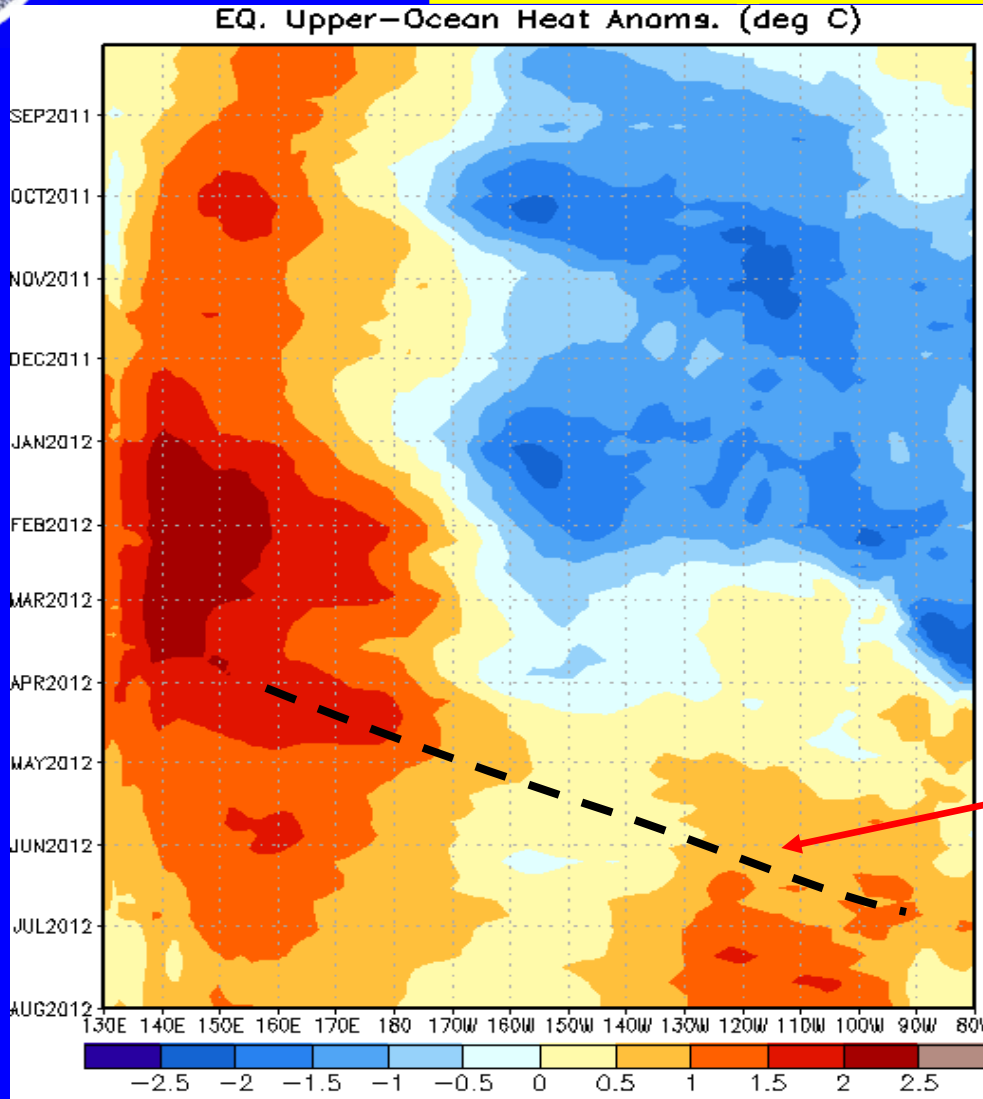 EQ. Upper-Ocean Heat Anoms. (deg C)
SEP2011
OCT2011
NOV2011
DEC2011
JAN2012
FEB2012
MAR2012
APR2012
MAY2012
JUN2012
JUL2012
AUG2012
130E 140E 150E 160E 170E 180 170W 160W 150W 140W 130W 120W 110W 100W 90W 80W
-2.5 -2 -1.5 -1 -0.5 0 0.5 1 1.5 2 2.5